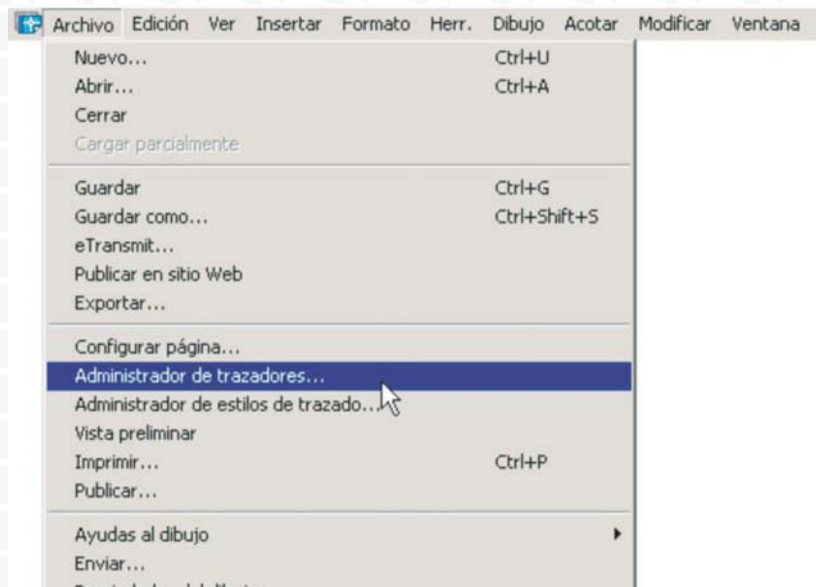 Archivo Edición Ver Insertar Formato Herr. Dibujo Acotar Modificar Ventana
Nuevo... Ctrl+U
Abrir... Ctrl+A
Cerrar
Cargar parcialmente
Guardar Ctrl+G
Guardar como... Ctrl+Shift+S
eTransmit...
Publicar en sitio Web
Exportar...
Configurar página...
Administrador de trazadores...
Administrador de estilos de trazado...
Vista preliminar
Imprimir... Ctrl+P
Publicar...
Ayudas al dibujo
Enviar...